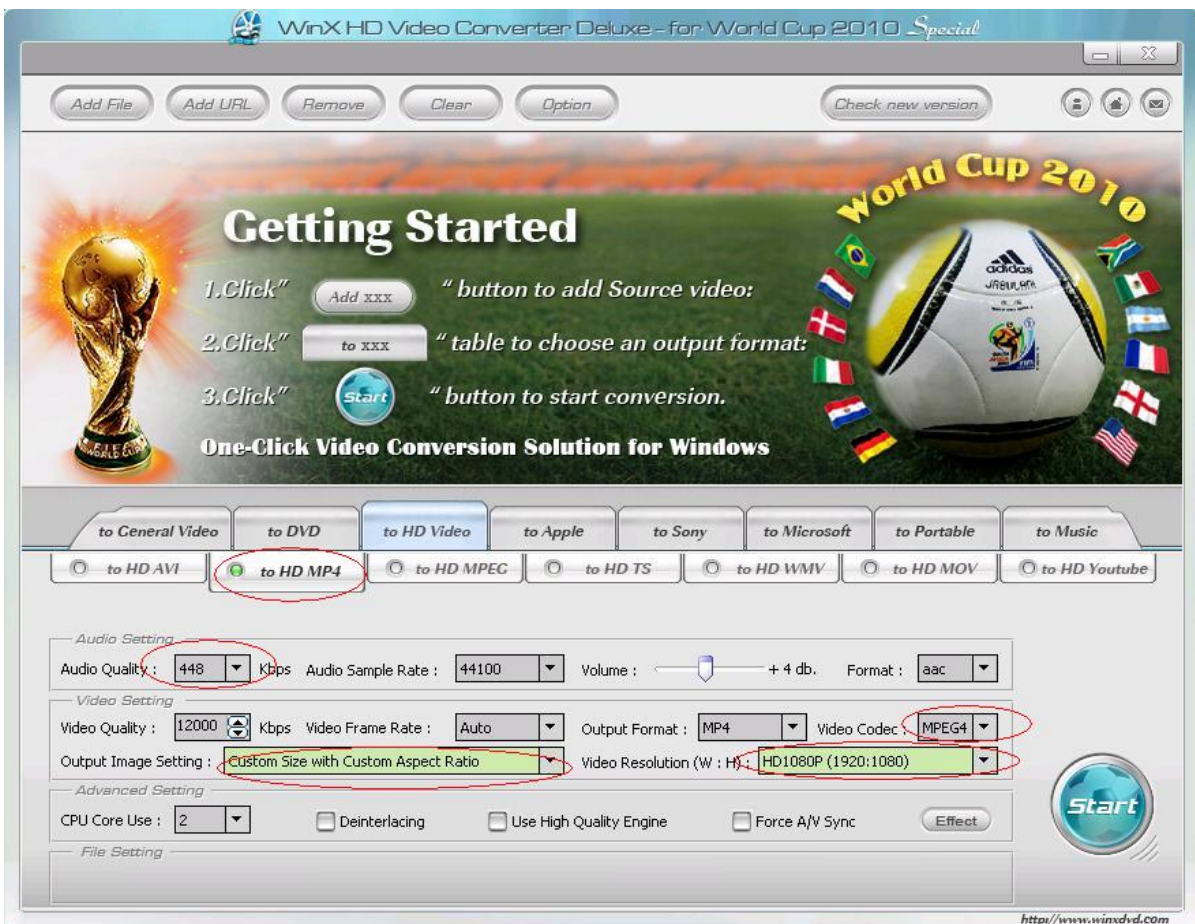 WinX HD Video Converter Deluxe - for World Cup 2010 Special
Add File Add URL Remove Clear Option Check new version
World Cup 2010
Getting Started
1.Click" Add xxx " button to add Source video:
2.Click" to xxx " table to choose an output format:
3.Click" Start " button to start conversion.
One-Click Video Conversion Solution for Windows
adidas
JABULANI
WORLD CUP
to General Video to DVD to HD Video to Apple to Sony to Microsoft to Portable to Music
to HD AVI to HD MP4 to HD MPEG to HD TS to HD WMV to HD MOV to HD Youtube
Audio Setting
Audio Quality : 448 Kbps Audio Sample Rate : 44100 Volume : + 4 db. Format : aac
Video Setting
Video Quality : 12000 Kbps Video Frame Rate : Auto Output Format : MP4 Video Codec : MPEG4
Output Image Setting : Custom Size with Custom Aspect Ratio Video Resolution (W : H) : HD1080P (1920:1080)
Advanced Setting
CPU Core Use : 2 Deinterlacing Use High Quality Engine Force A/V Sync Effect
Start
File Setting
http://www.winxdvd.com